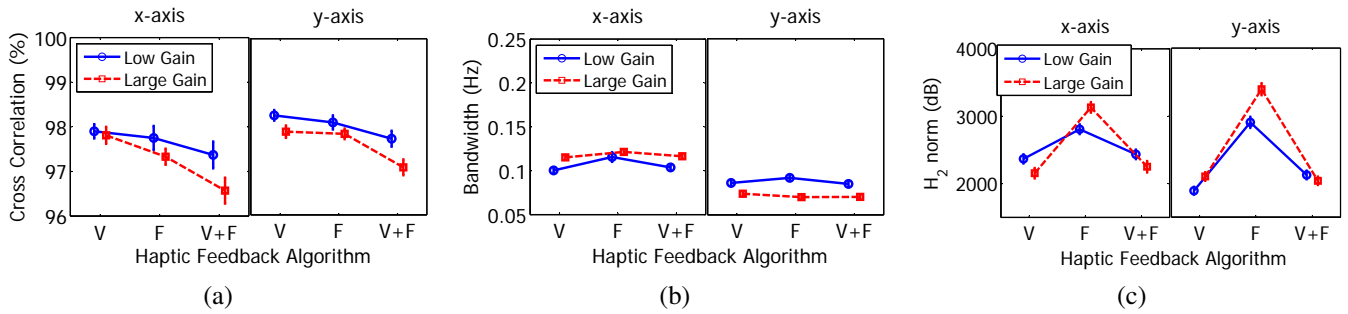 x-axis
y-axis
100
99
98
97
96
Cross Correlation (%)
Low Gain
Large Gain
V F V+F V F V+F
Haptic Feedback Algorithm
(a)
x-axis
y-axis
0.25
0.2
0.15
0.1
0.05
Bandwidth (Hz)
Low Gain
Large Gain
V F V+F V F V+F
Haptic Feedback Algorithm
(b)
x-axis
y-axis
4000
3000
2000
H2 norm (dB)
Low Gain
Large Gain
V F V+F V F V+F
Haptic Feedback Algorithm
(c)